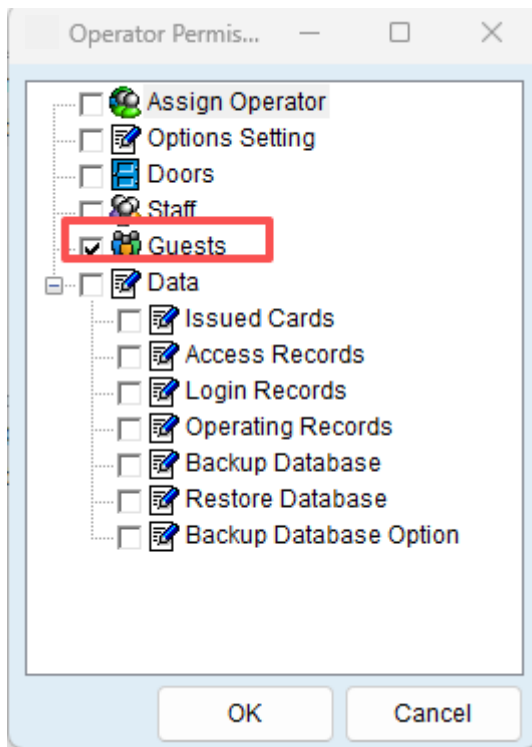 Operator Permis...
Assign Operator
Options Setting
Doors
Staff
Guests
Data
Issued Cards
Access Records
Login Records
Operating Records
Backup Database
Restore Database
Backup Database Option
OK
Cancel